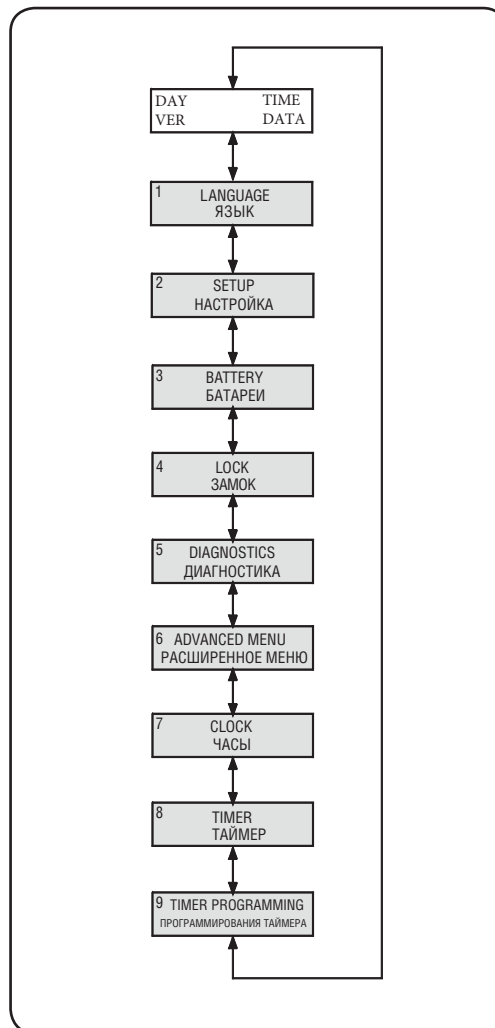 DAY TIME
VER DATA
1 LANGUAGE
ЯЗЫК
2 SETUP
НАСТРОЙКА
3 BATTERY
БАТАРЕИ
4 LOCK
ЗАМОК
5 DIAGNOSTICS
ДИАГНОСТИКА
6 ADVANCED MENU
РАСШИРЕННОЕ МЕНЮ
7 CLOCK
ЧАСЫ
8 TIMER
ТАЙМЕР
9 TIMER PROGRAMMING
ПРОГРАММИРОВАНИЯ ТАЙМЕРА